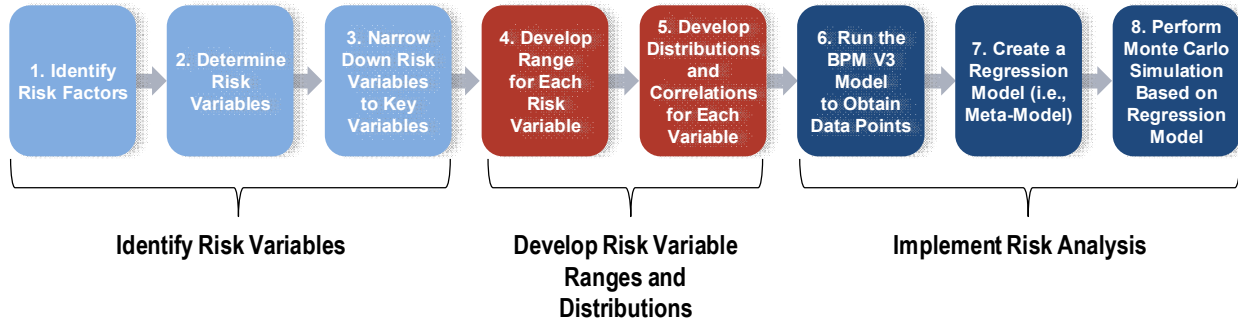 1. Identify
Risk Factors
2. Determine
Risk
Variables
3. Narrow
Down Risk
Variables
to Key
Variables
4. Develop
Range
for Each
Risk
Variable
5. Develop
Distributions
and
Correlations
for Each
Variable
6. Run the
BPM V3
Model
to Obtain
Data Points
7. Create a
Regression
Model (i.e.,
Meta-Model)
8. Perform
Monte Carlo
Simulation
Based on
Regression
Model
Identify Risk Variables
Develop Risk Variable
Ranges and
Distributions
Implement Risk Analysis